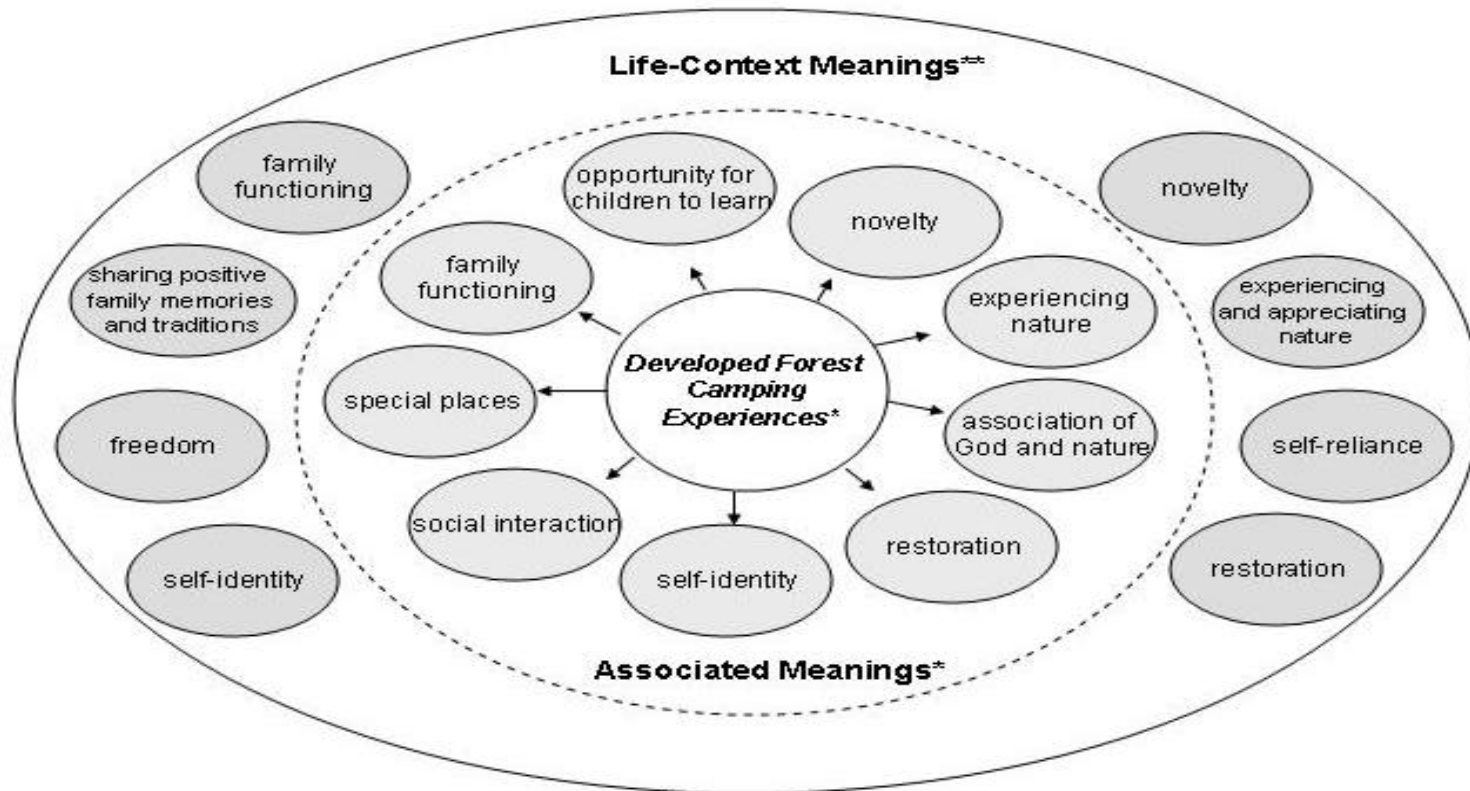 Life-Context Meanings**
family
functioning
opportunity for
children to learn
novelty
novelty
sharing positive
family memories
and traditions
family
functioning
experiencing
nature
experiencing
and appreciating
nature
Developed Forest
Camping
Experiences*
special places
association of
God and nature
freedom
self-reliance
social interaction
restoration
self-identity
self-identity
restoration
Associated Meanings*